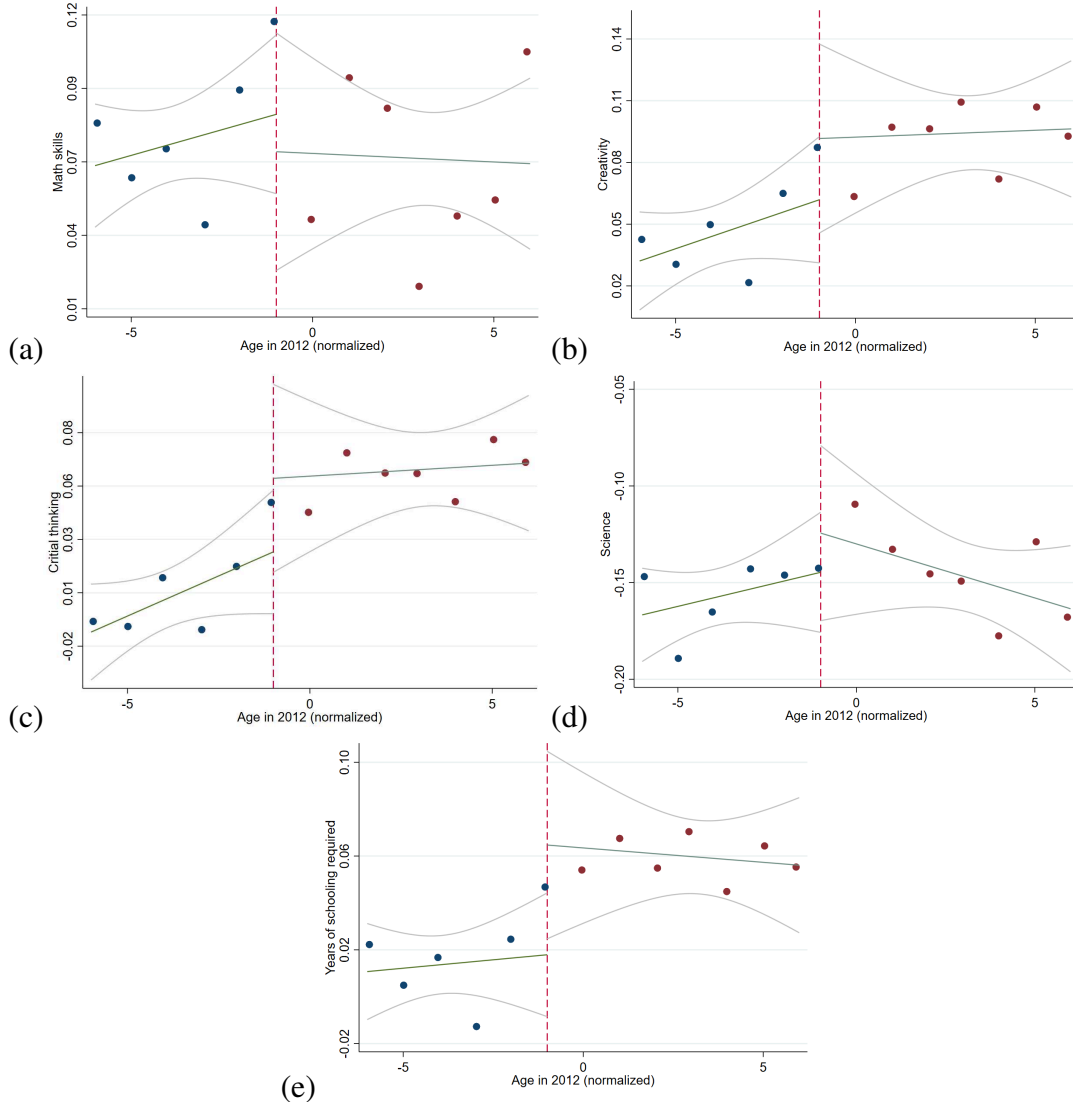 0.12
0.09
0.07
0.04
0.01
Math skills
-5
0
5
Age in 2012 (normalized)
(a)
0.14
0.11
0.08
0.05
0.02
Creativity
-5
0
5
Age in 2012 (normalized)
(b)
0.08
0.06
0.03
0.01
-0.02
Critial thinking
-5
0
5
Age in 2012 (normalized)
(c)
-0.05
-0.10
-0.15
-0.20
Science
-5
0
5
Age in 2012 (normalized)
(d)
0.10
0.06
0.02
-0.02
Years of schooling required
-5
0
5
Age in 2012 (normalized)
(e)